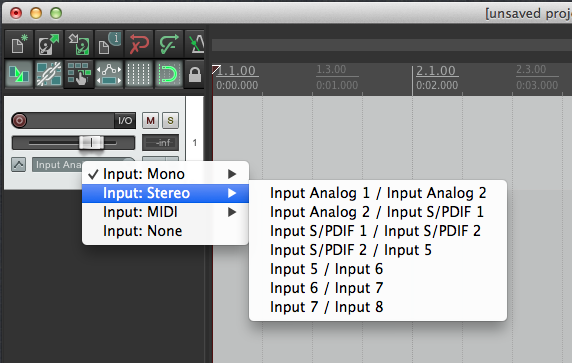 [unsaved proj
1.1.00
0:00.000
1.3.00
0:01.000
2.1.00
0:02.000
2.3.00
0:03.000
I/O
M
S
-inf
1
Input Ana
✓ Input: Mono
Input: Stereo
Input: MIDI
Input: None
Input Analog 1 / Input Analog 2
Input Analog 2 / Input S/PDIF 1
Input S/PDIF 1 / Input S/PDIF 2
Input S/PDIF 2 / Input 5
Input 5 / Input 6
Input 6 / Input 7
Input 7 / Input 8